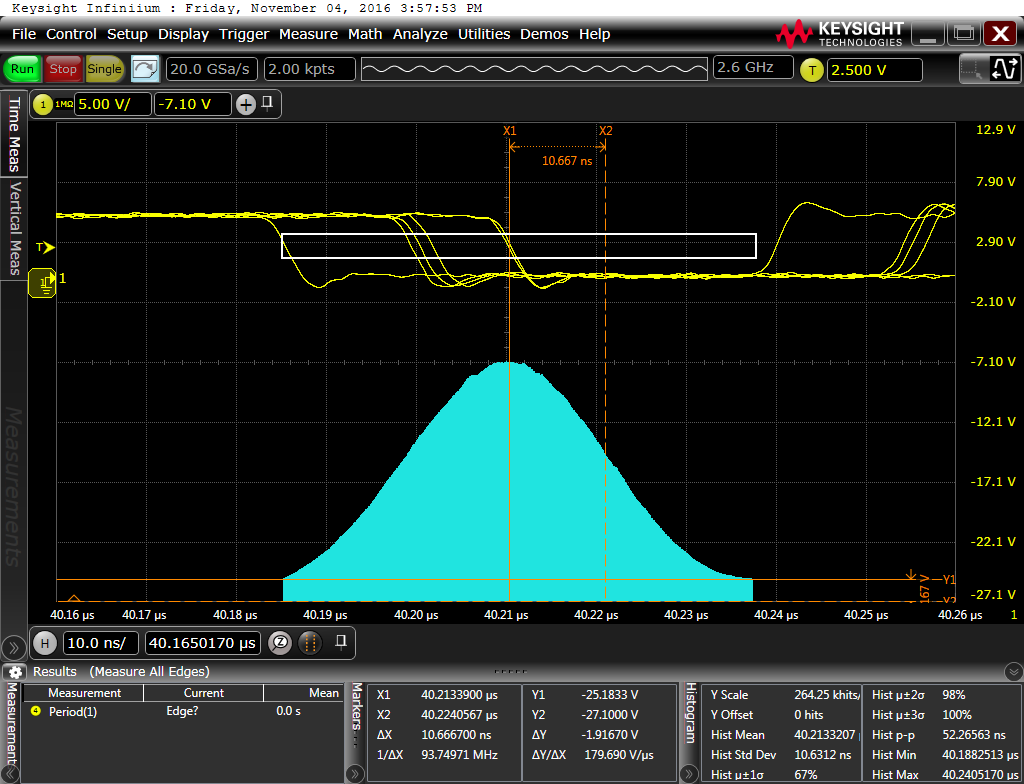 Keysight Infiniium : Friday, November 04, 2016 3:57:53 PM
File Control Setup Display Trigger Measure Math Analyze Utilities Demos Help
KEYSIGHT
TECHNOLOGIES
Run Stop Single 20.0 GSa/s 2.00 kpts 2.6 GHz T 2.500 V
1 1MΩ 5.00 V/ -7.10 V
Time Meas
Vertical Meas
Measurements
X1 X2
10.667 ns
12.9 V
7.90 V
T
2.90 V
1
-2.10 V
-7.10 V
-12.1 V
-17.1 V
-22.1 V
-27.1 V
Y1
Y2
167 V
40.16 µs 40.17 µs 40.18 µs 40.19 µs 40.20 µs 40.21 µs 40.22 µs 40.23 µs 40.24 µs 40.25 µs 40.26 µs 1
H 10.0 ns/ 40.1650170 µs
Results (Measure All Edges)
Measurement Current Mean
4 Period(1) Edge? 0.0 s
Measurement
Markers
X1 40.2133900 µs Y1 -25.1833 V
X2 40.2240567 µs Y2 -27.1000 V
ΔX 10.666700 ns ΔY -1.91670 V
1/ΔX 93.74971 MHz ΔY/ΔX 179.690 V/µs
Histogram
Y Scale 264.25 khits/ Hist µ±2σ 98%
Y Offset 0 hits Hist µ±3σ 100%
Hist Mean 40.2133207 Hist p-p 52.26563 ns
Hist Std Dev 10.6312 ns Hist Min 40.1882513 µs
Hist µ±1σ 67% Hist Max 40.2405170 µs